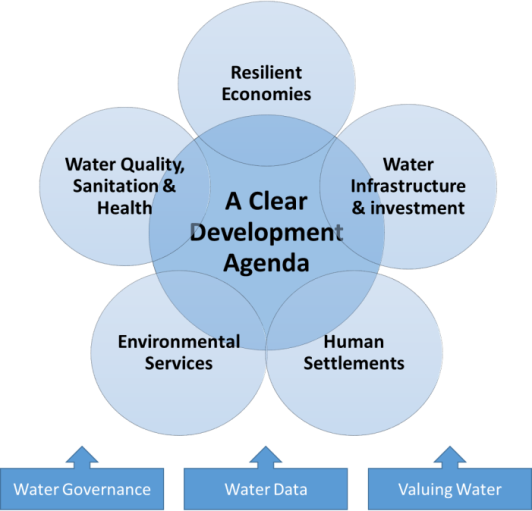 Resilient
Economies
Water Quality,
Sanitation &
Health
Water
Infrastructure
& investment
A Clear
Development
Agenda
Environmental
Services
Human
Settlements
Water Governance
Water Data
Valuing Water